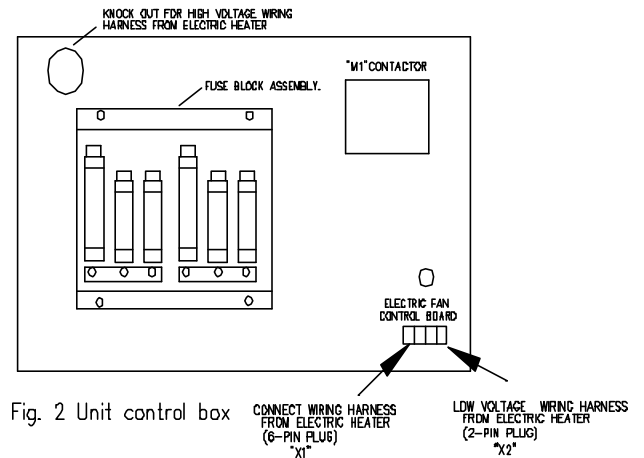 KNOCK OUT FOR HIGH VOLTAGE WIRING
HARNESS FROM ELECTRIC HEATER
FUSE BLOCK ASSEMBLY.
"M1" CONTACTOR
ELECTRIC FAN
CONTROL BOARD
Fig. 2 Unit control box
CONNECT WIRING HARNESS
FROM ELECTRIC HEATER
(6-PIN PLUG)
"X1"
LOW VOLTAGE WIRING HARNESS
FROM ELECTRIC HEATER
(2-PIN PLUG)
"X2"